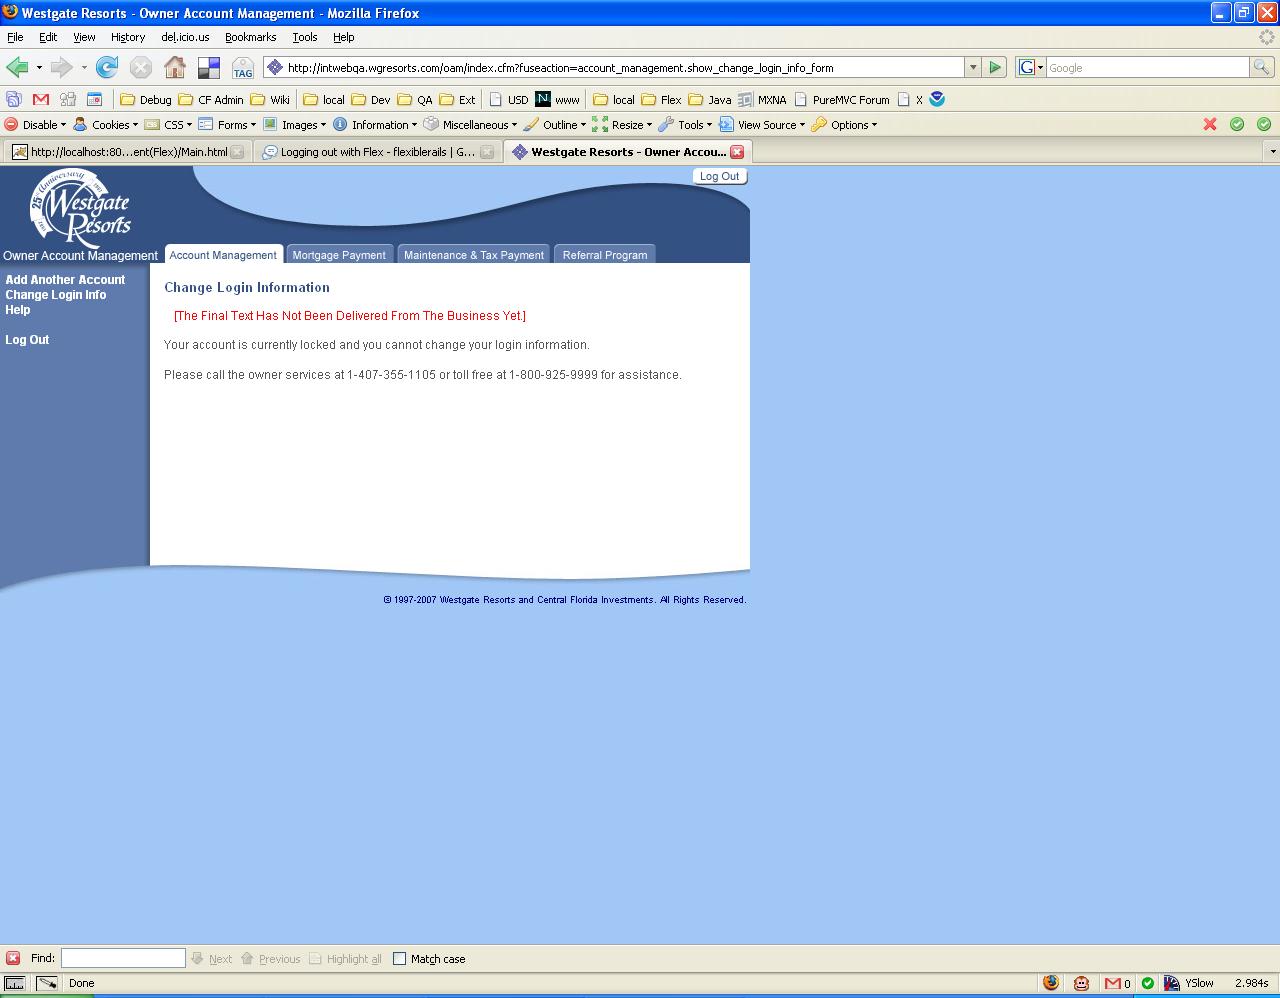 Westgate Resorts - Owner Account Management - Mozilla Firefox
File Edit View History del.icio.us Bookmarks Tools Help
TAG http://intwebqa.wgresorts.com/oam/index.cfm?fuseaction=account_management.show_change_login_info_form G Google
Debug CF Admin Wiki local Dev QA Ext USD N www local Flex Java MXNA PureMVC Forum X
Disable Cookies CSS Forms Images Information Miscellaneous Outline Resize Tools View Source Options
http://localhost:80...ent(Flex)/Main.html Logging out with Flex - flexiblerails | G... Westgate Resorts - Owner Accou...
Log Out
25th Anniversary
Westgate
Resorts
Owner Account Management Account Management Mortgage Payment Maintenance & Tax Payment Referral Program
Add Another Account
Change Login Info
Help
Log Out
Change Login Information
[The Final Text Has Not Been Delivered From The Business Yet.]
Your account is currently locked and you cannot change your login information.
Please call the owner services at 1-407-355-1105 or toll free at 1-800-925-9999 for assistance.
© 1997-2007 Westgate Resorts and Central Florida Investments. All Rights Reserved.
Find: Next Previous Highlight all Match case
Done 0 YSlow 2.984s